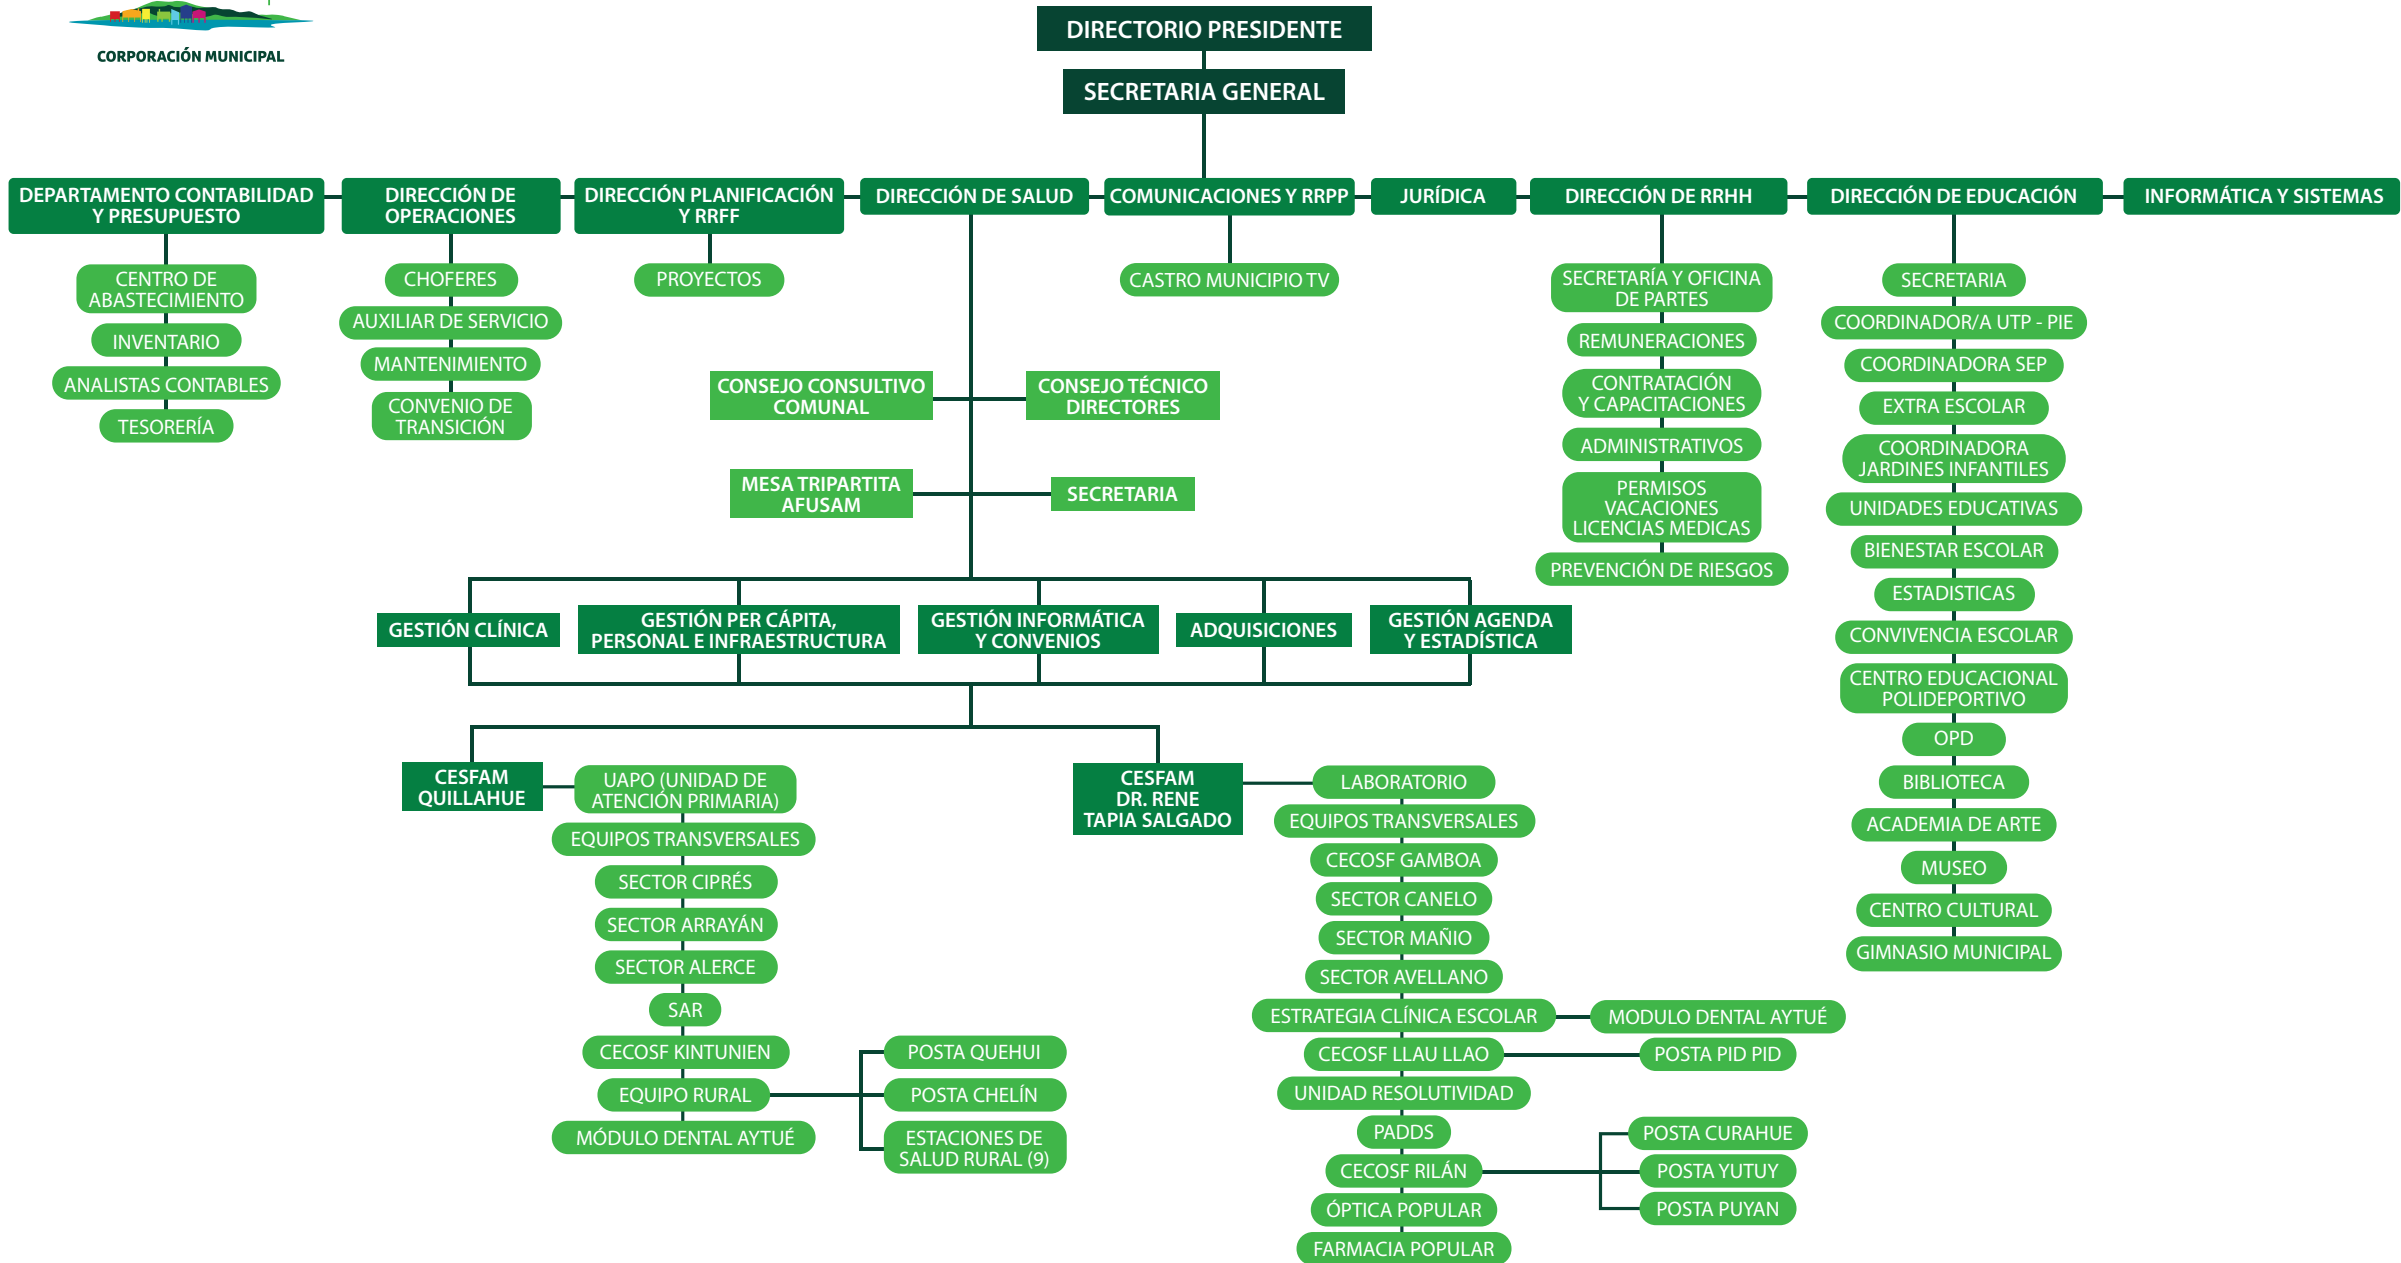 CORPORACIÓN MUNICIPAL
DIRECTORIO PRESIDENTE
SECRETARIA GENERAL
DEPARTAMENTO CONTABILIDAD
Y PRESUPUESTO
DIRECCIÓN DE
OPERACIONES
DIRECCIÓN PLANIFICACIÓN
Y RRFF
DIRECCIÓN DE SALUD
COMUNICACIONES Y RRPP
JURÍDICA
DIRECCIÓN DE RRHH
DIRECCIÓN DE EDUCACIÓN
INFORMÁTICA Y SISTEMAS
CENTRO DE
ABASTECIMIENTO
INVENTARIO
ANALISTAS CONTABLES
TESORERÍA
CHOFERES
AUXILIAR DE SERVICIO
MANTENIMIENTO
CONVENIO DE
TRANSICIÓN
PROYECTOS
CASTRO MUNICIPIO TV
SECRETARÍA Y OFICINA
DE PARTES
REMUNERACIONES
CONTRATACIÓN
Y CAPACITACIONES
ADMINISTRATIVOS
PERMISOS
VACACIONES
LICENCIAS MEDICAS
PREVENCIÓN DE RIESGOS
SECRETARIA
COORDINADOR/A UTP - PIE
COORDINADORA SEP
EXTRA ESCOLAR
COORDINADORA
JARDINES INFANTILES
UNIDADES EDUCATIVAS
BIENESTAR ESCOLAR
ESTADISTICAS
CONVIVENCIA ESCOLAR
CENTRO EDUCACIONAL
POLIDEPORTIVO
OPD
BIBLIOTECA
ACADEMIA DE ARTE
MUSEO
CENTRO CULTURAL
GIMNASIO MUNICIPAL
CONSEJO CONSULTIVO
COMUNAL
CONSEJO TÉCNICO
DIRECTORES
MESA TRIPARTITA
AFUSAM
SECRETARIA
GESTIÓN CLÍNICA
GESTIÓN PER CÁPITA,
PERSONAL E INFRAESTRUCTURA
GESTIÓN INFORMÁTICA
Y CONVENIOS
ADQUISICIONES
GESTIÓN AGENDA
Y ESTADÍSTICA
CESFAM
QUILLAHUE
UAPO (UNIDAD DE
ATENCIÓN PRIMARIA)
EQUIPOS TRANSVERSALES
SECTOR CIPRÉS
SECTOR ARRAYÁN
SECTOR ALERCE
SAR
CECOSF KINTUNIEN
EQUIPO RURAL
MÓDULO DENTAL AYTUÉ
POSTA QUEHUI
POSTA CHELÍN
ESTACIONES DE
SALUD RURAL (9)
CESFAM
DR. RENE
TAPIA SALGADO
LABORATORIO
EQUIPOS TRANSVERSALES
CECOSF GAMBOA
SECTOR CANELO
SECTOR MAÑIO
SECTOR AVELLANO
ESTRATEGIA CLÍNICA ESCOLAR
MODULO DENTAL AYTUÉ
CECOSF LLAU LLAO
POSTA PID PID
UNIDAD RESOLUTIVIDAD
PADDS
CECOSF RILÁN
POSTA CURAHUE
POSTA YUTUY
POSTA PUYAN
ÓPTICA POPULAR
FARMACIA POPULAR